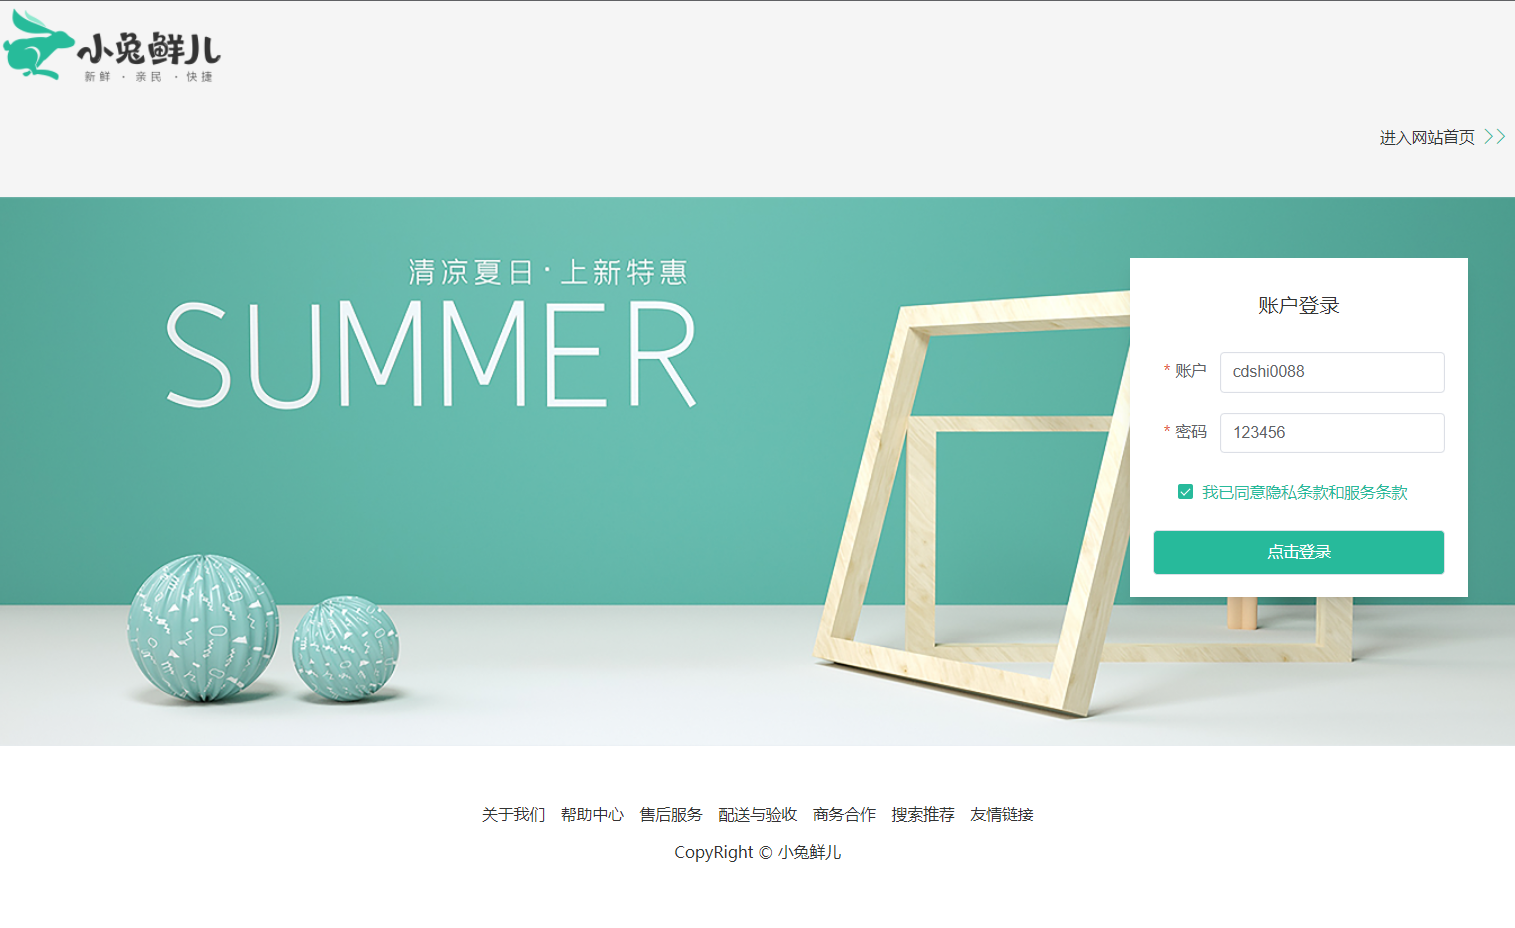 小兔鲜儿
新鲜 · 亲民 · 快捷
进入网站首页 >>
清凉夏日·上新特惠
SUMMER
账户登录
* 账户 cdshi0088
* 密码 123456
我已同意隐私条款和服务条款
点击登录
关于我们 帮助中心 售后服务 配送与验收 商务合作 搜索推荐 友情链接
CopyRight © 小兔鲜儿